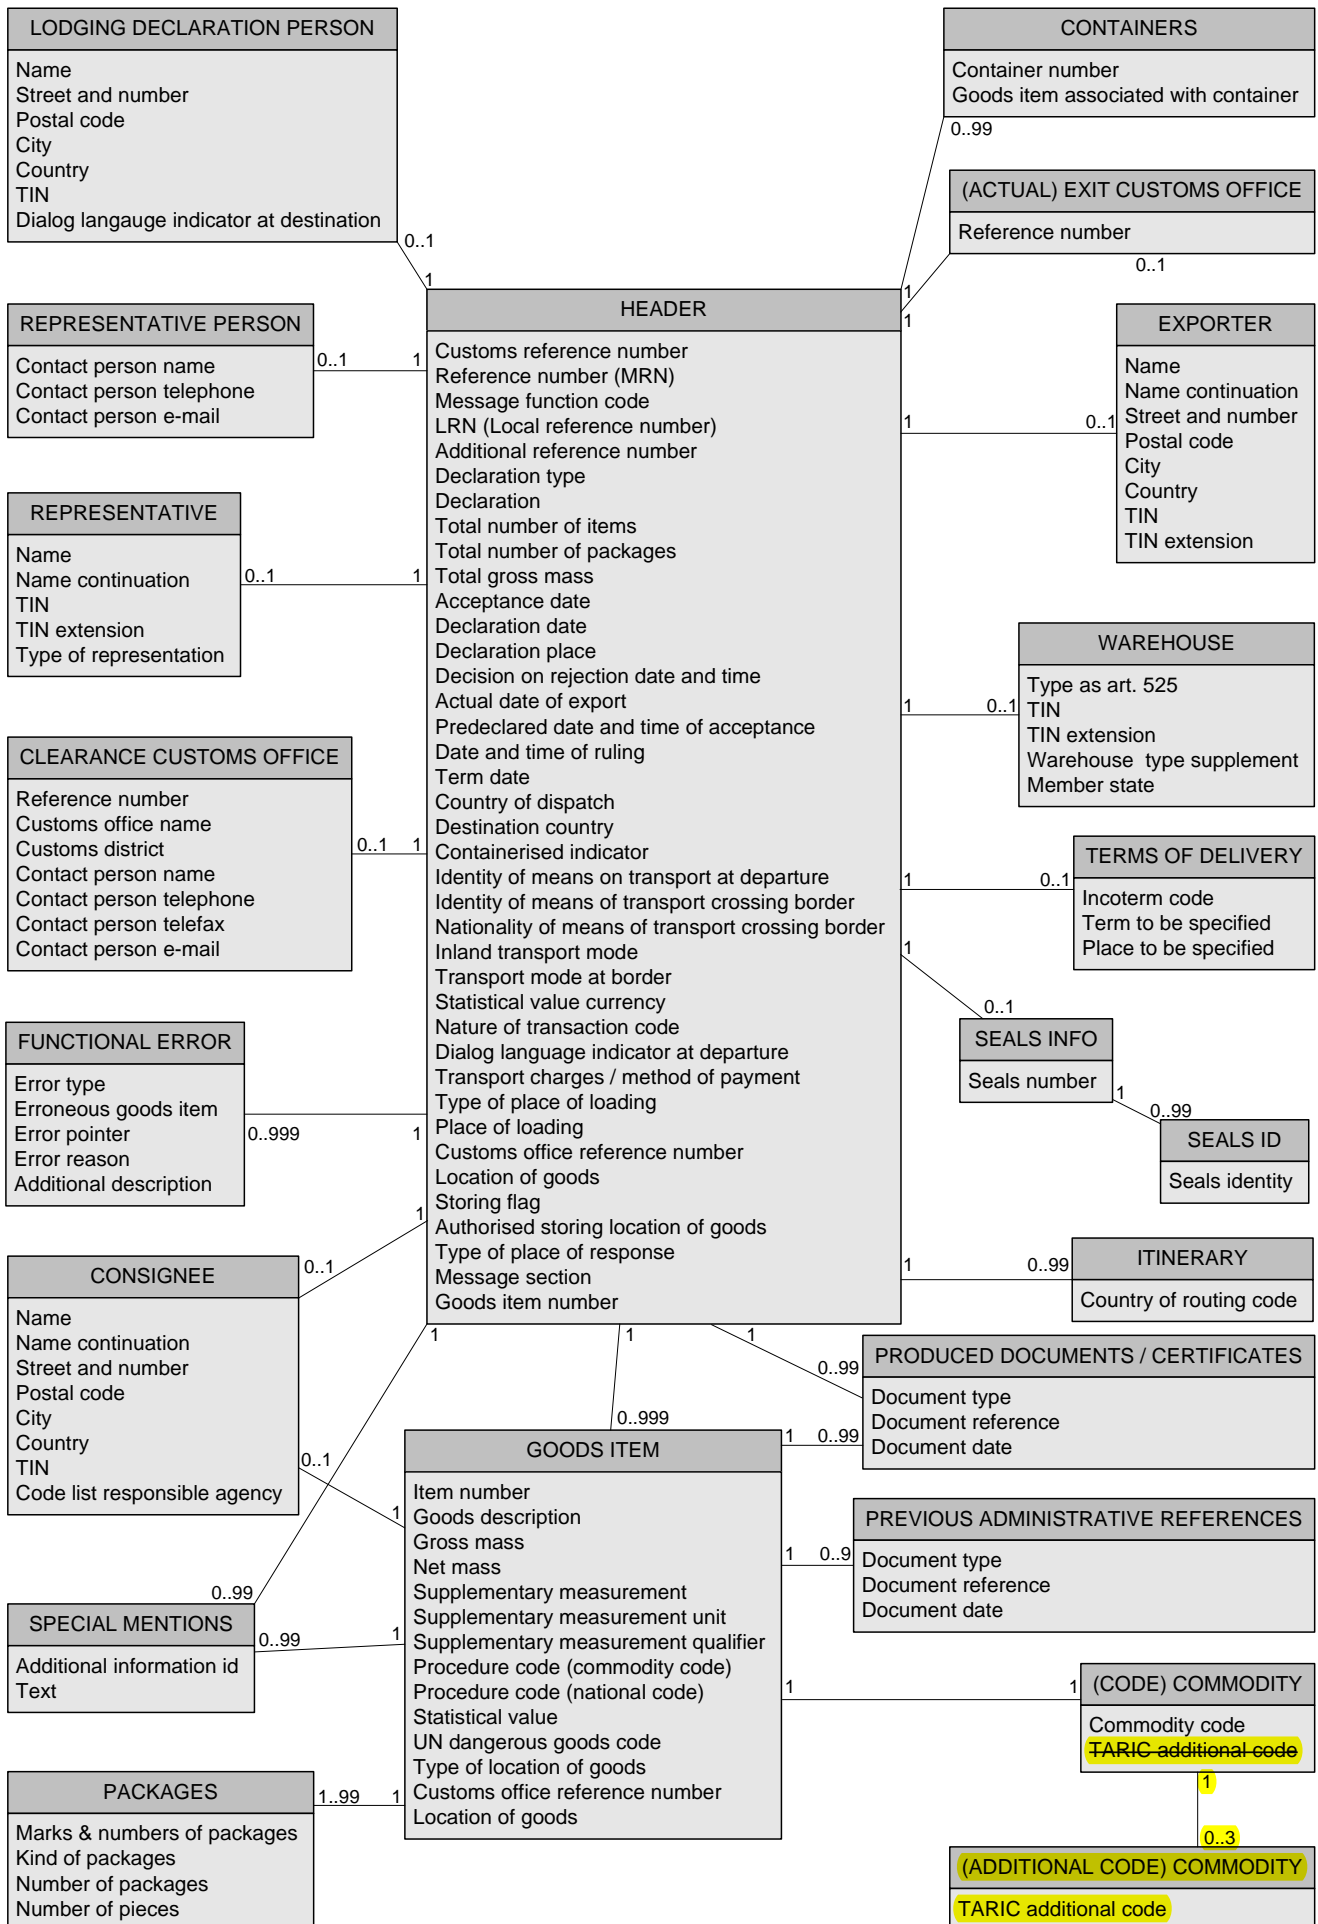 LODGING DECLARATION PERSON
Name
Street and number
Postal code
City
Country
TIN
Dialog langauge indicator at destination
0..1
1
CONTAINERS
Container number
Goods item associated with container
0..99
1
(ACTUAL) EXIT CUSTOMS OFFICE
Reference number
0..1
1
REPRESENTATIVE PERSON
Contact person name
Contact person telephone
Contact person e-mail
0..1
1
HEADER
Customs reference number
Reference number (MRN)
Message function code
LRN (Local reference number)
Additional reference number
Declaration type
Declaration
Total number of items
Total number of packages
Total gross mass
Acceptance date
Declaration date
Declaration place
Decision on rejection date and time
Actual date of export
Predeclared date and time of acceptance
Date and time of ruling
Term date
Country of dispatch
Destination country
Containerised indicator
Identity of means on transport at departure
Identity of means of transport crossing border
Nationality of means of transport crossing border
Inland transport mode
Transport mode at border
Statistical value currency
Nature of transaction code
Dialog language indicator at departure
Transport charges / method of payment
Type of place of loading
Place of loading
Customs office reference number
Location of goods
Storing flag
Authorised storing location of goods
Type of place of response
Message section
Goods item number
EXPORTER
Name
Name continuation
Street and number
Postal code
City
Country
TIN
TIN extension
1
0..1
REPRESENTATIVE
Name
Name continuation
TIN
TIN extension
Type of representation
0..1
1
WAREHOUSE
Type as art. 525
TIN
TIN extension
Warehouse type supplement
Member state
1
0..1
CLEARANCE CUSTOMS OFFICE
Reference number
Customs office name
Customs district
Contact person name
Contact person telephone
Contact person telefax
Contact person e-mail
0..1
1
TERMS OF DELIVERY
Incoterm code
Term to be specified
Place to be specified
1
0..1
1
0..1
SEALS INFO
Seals number
1
0..99
SEALS ID
Seals identity
FUNCTIONAL ERROR
Error type
Erroneous goods item
Error pointer
Error reason
Additional description
0..999
1
CONSIGNEE
Name
Name continuation
Street and number
Postal code
City
Country
TIN
Code list responsible agency
0..1
1
0..1
1
ITINERARY
Country of routing code
1
0..99
PRODUCED DOCUMENTS / CERTIFICATES
Document type
Document reference
Document date
1
0..99
1
0..99
1
0..999
GOODS ITEM
Item number
Goods description
Gross mass
Net mass
Supplementary measurement
Supplementary measurement unit
Supplementary measurement qualifier
Procedure code (commodity code)
Procedure code (national code)
Statistical value
UN dangerous goods code
Type of location of goods
Customs office reference number
Location of goods
PREVIOUS ADMINISTRATIVE REFERENCES
Document type
Document reference
Document date
1
0..9
1
0..99
SPECIAL MENTIONS
Additional information id
Text
0..99
1
(CODE) COMMODITY
Commodity code
TARIC additional code
1
1
1
0..3
(ADDITIONAL CODE) COMMODITY
TARIC additional code
PACKAGES
Marks & numbers of packages
Kind of packages
Number of packages
Number of pieces
1..99
1